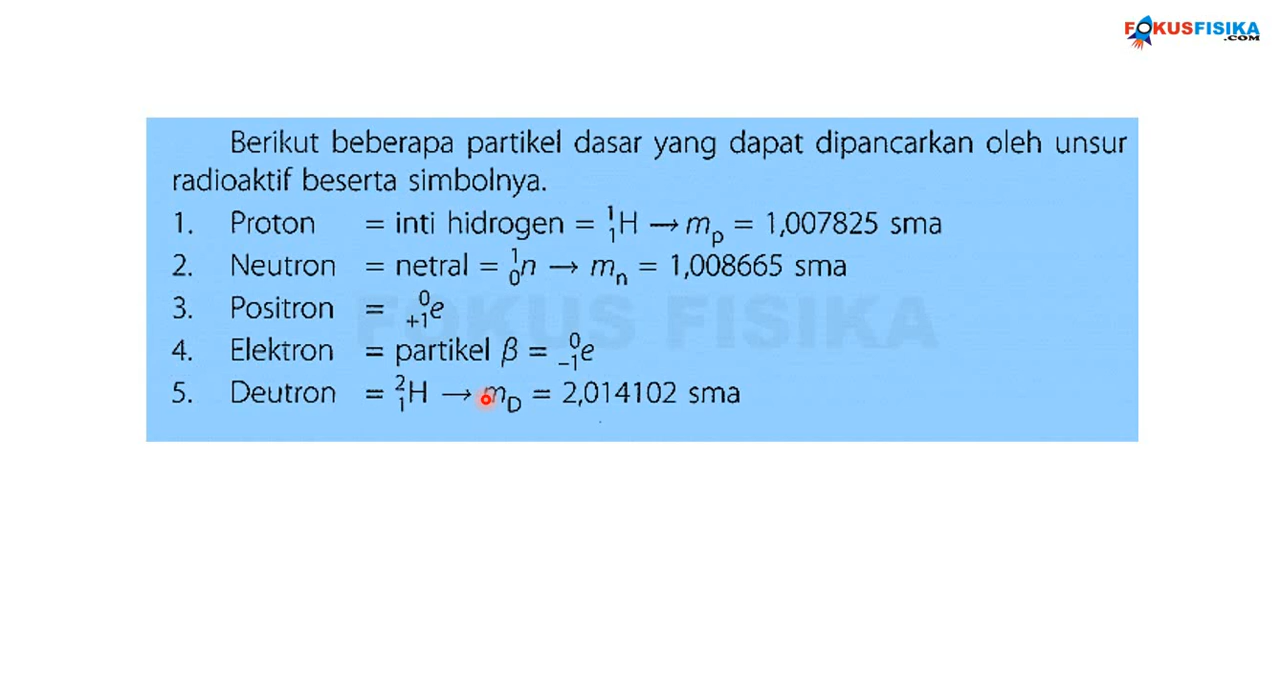 FOKUSFISIKA
.COM
Berikut beberapa partikel dasar yang dapat dipancarkan oleh unsur
radioaktif beserta simbolnya.
1. Proton = inti hidrogen = ¹₁H → mₚ = 1,007825 sma
2. Neutron = netral = ¹₀n → mₙ = 1,008665 sma
3. Positron = ⁰₊₁e
4. Elektron = partikel β = ⁰₋₁e
5. Deutron = ²₁H → m_D = 2,014102 sma
FOKUS FISIKA